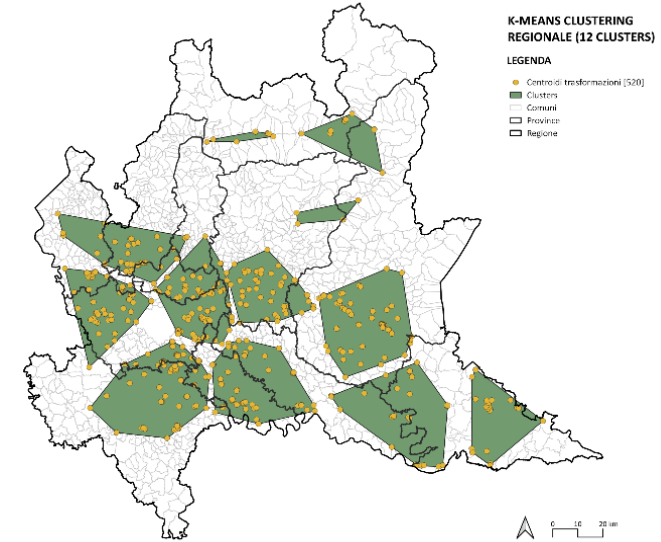 K-MEANS CLUSTERING
REGIONALE (12 CLUSTERS)
LEGENDA
Centroidi trasformazioni [520]
Clusters
Comuni
Province
Regione
0 10 20 km